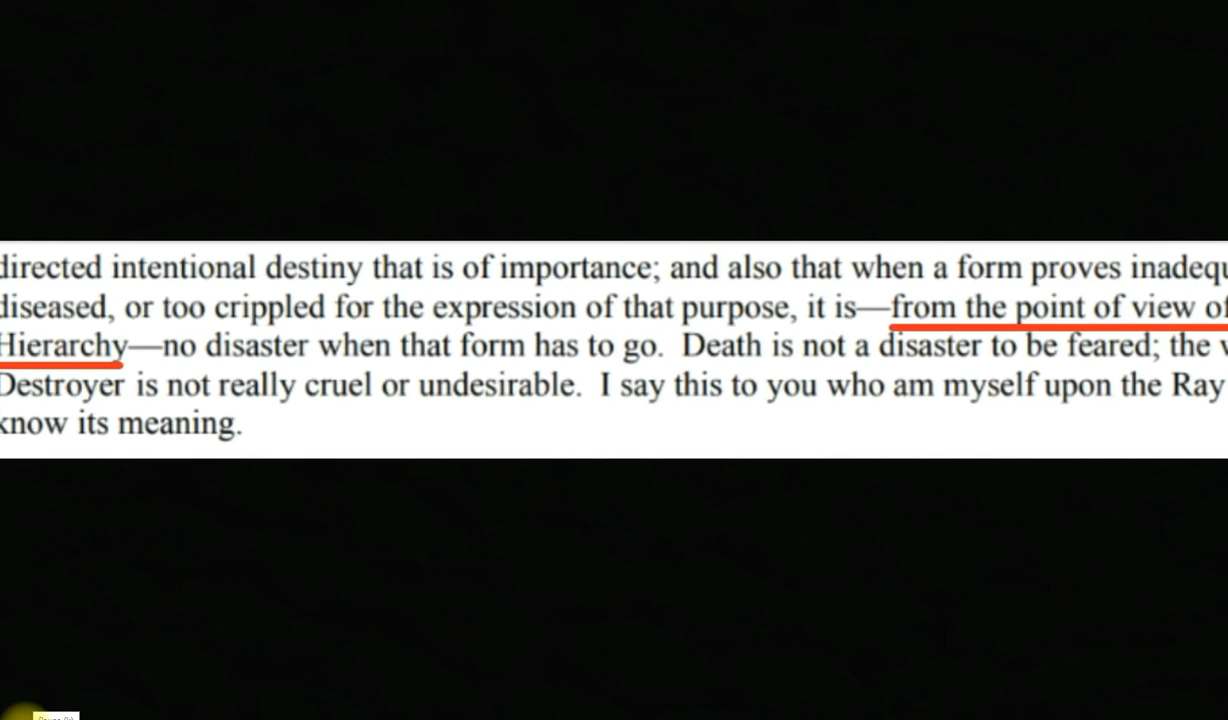 directed intentional destiny that is of importance; and also that when a form proves inadequ
diseased, or too crippled for the expression of that purpose, it is—from the point of view of
Hierarchy—no disaster when that form has to go. Death is not a disaster to be feared; the
Destroyer is not really cruel or undesirable. I say this to you who am myself upon the Ray
know its meaning.